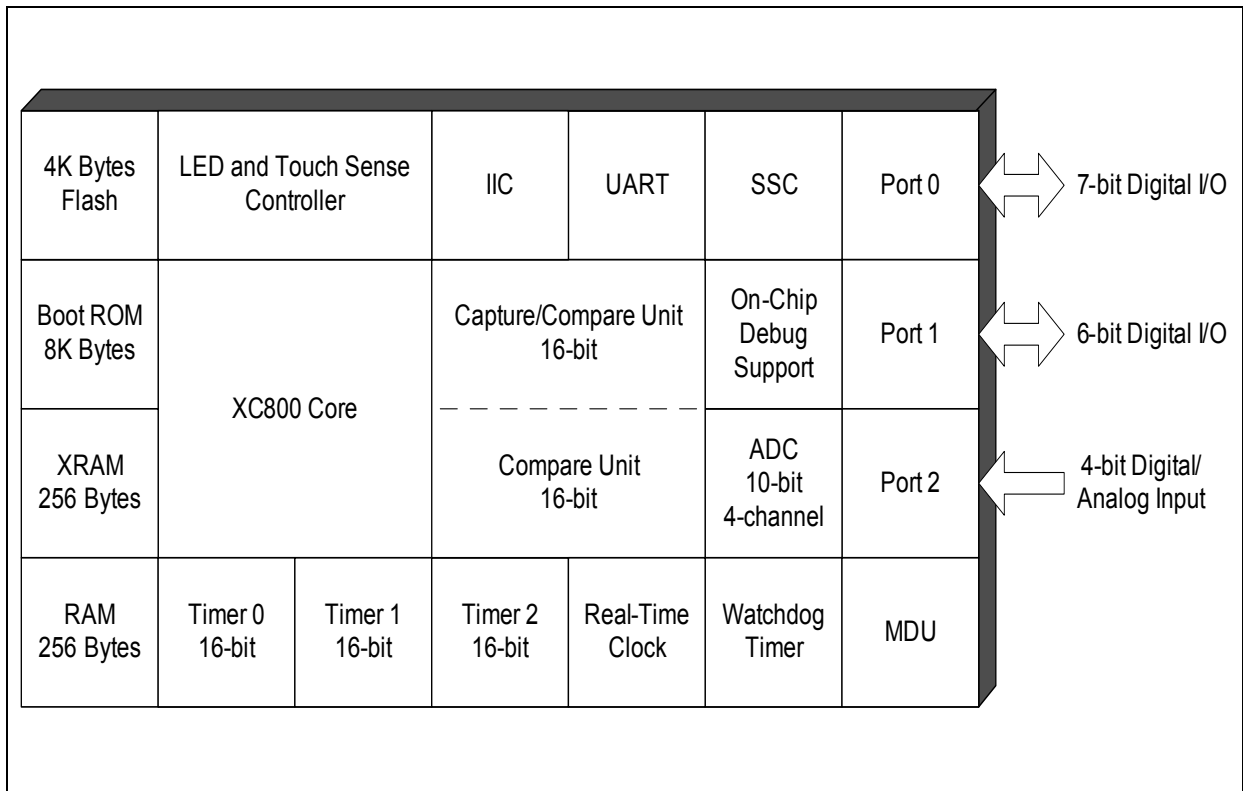 4K Bytes
Flash
LED and Touch Sense
Controller
IIC
UART
SSC
Port 0
7-bit Digital I/O
Boot ROM
8K Bytes
XC800 Core
Capture/Compare Unit
16-bit
On-Chip
Debug
Support
Port 1
6-bit Digital I/O
XRAM
256 Bytes
Compare Unit
16-bit
ADC
10-bit
4-channel
Port 2
4-bit Digital/
Analog Input
RAM
256 Bytes
Timer 0
16-bit
Timer 1
16-bit
Timer 2
16-bit
Real-Time
Clock
Watchdog
Timer
MDU